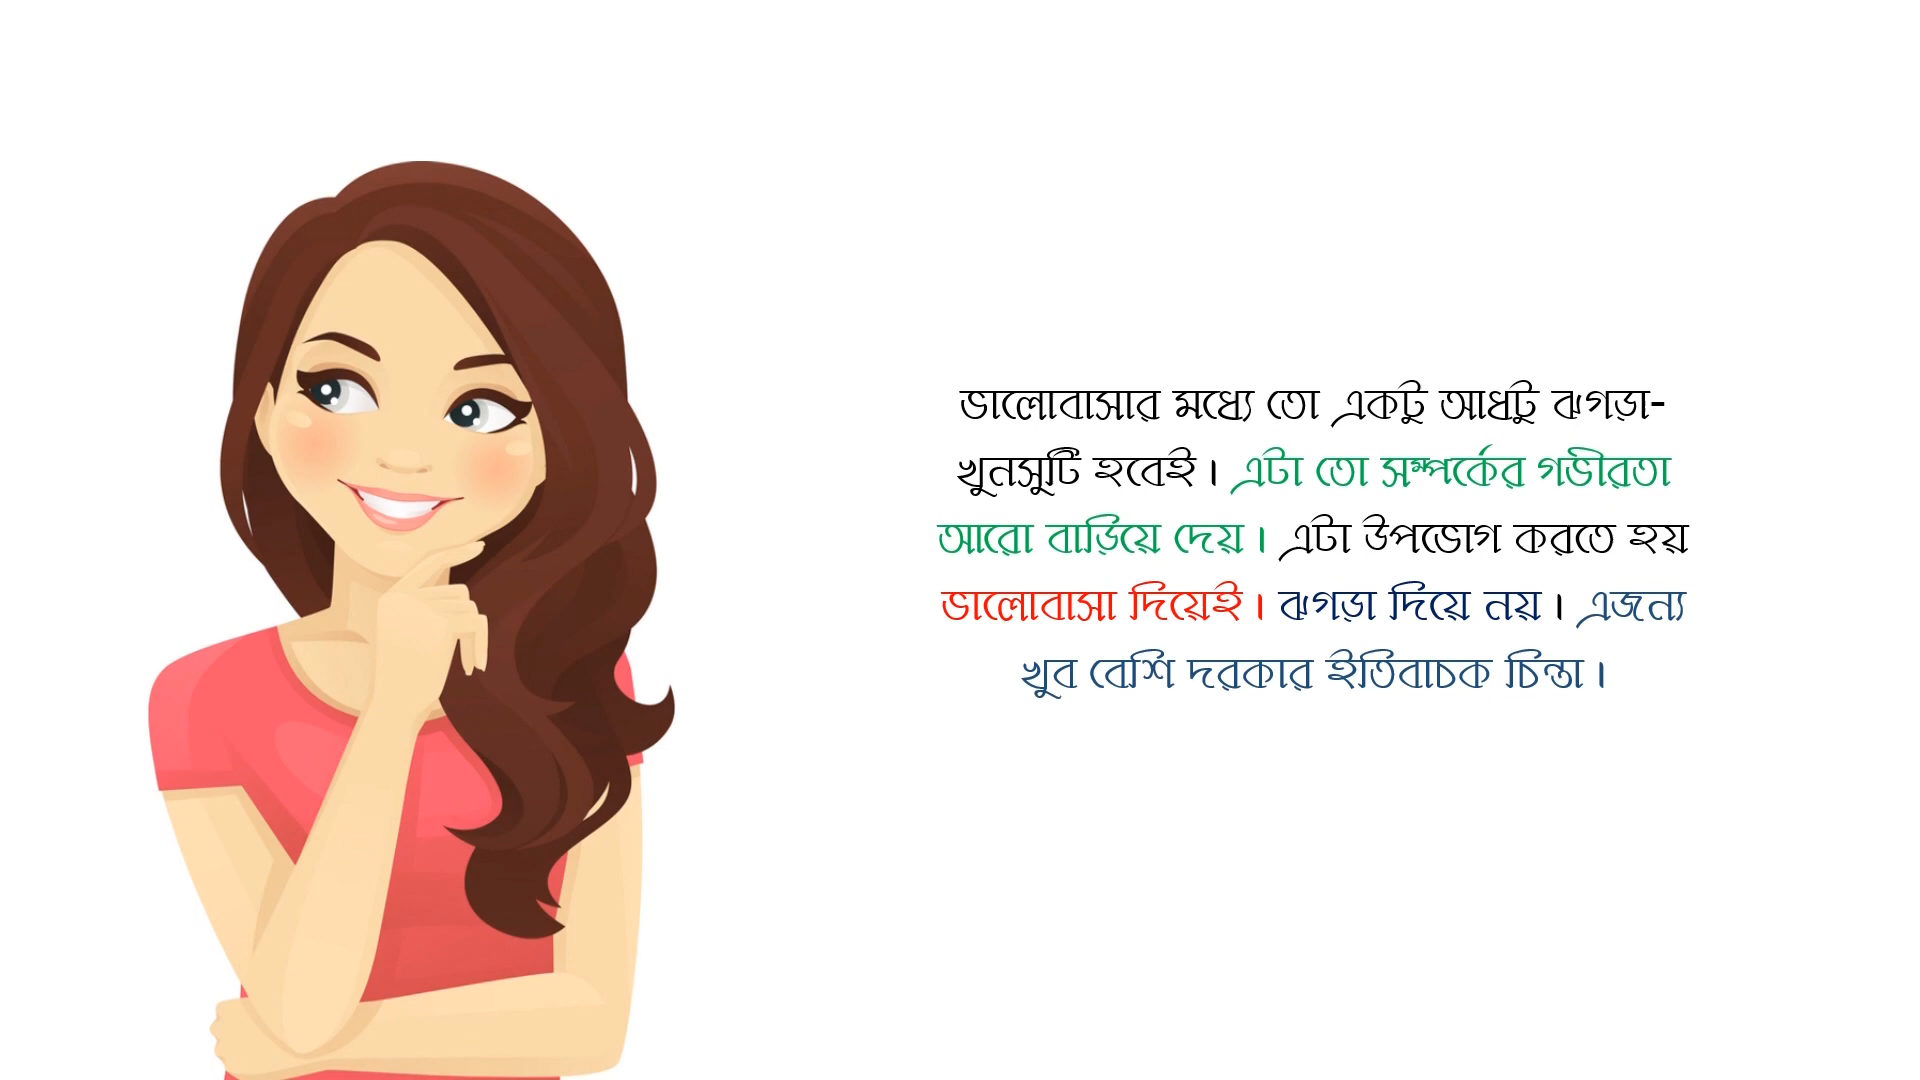 ভালোবাসার মধ্যে তো একটু আধটু ঝগড়া-
খুনসুটি হবেই। এটা তো সম্পর্কের গভীরতা
আরো বাড়িয়ে দেয়। এটা উপভোগ করতে হয়
ভালোবাসা দিয়েই। ঝগড়া দিয়ে নয়। এজন্য
খুব বেশি দরকার ইতিবাচক চিন্তা।